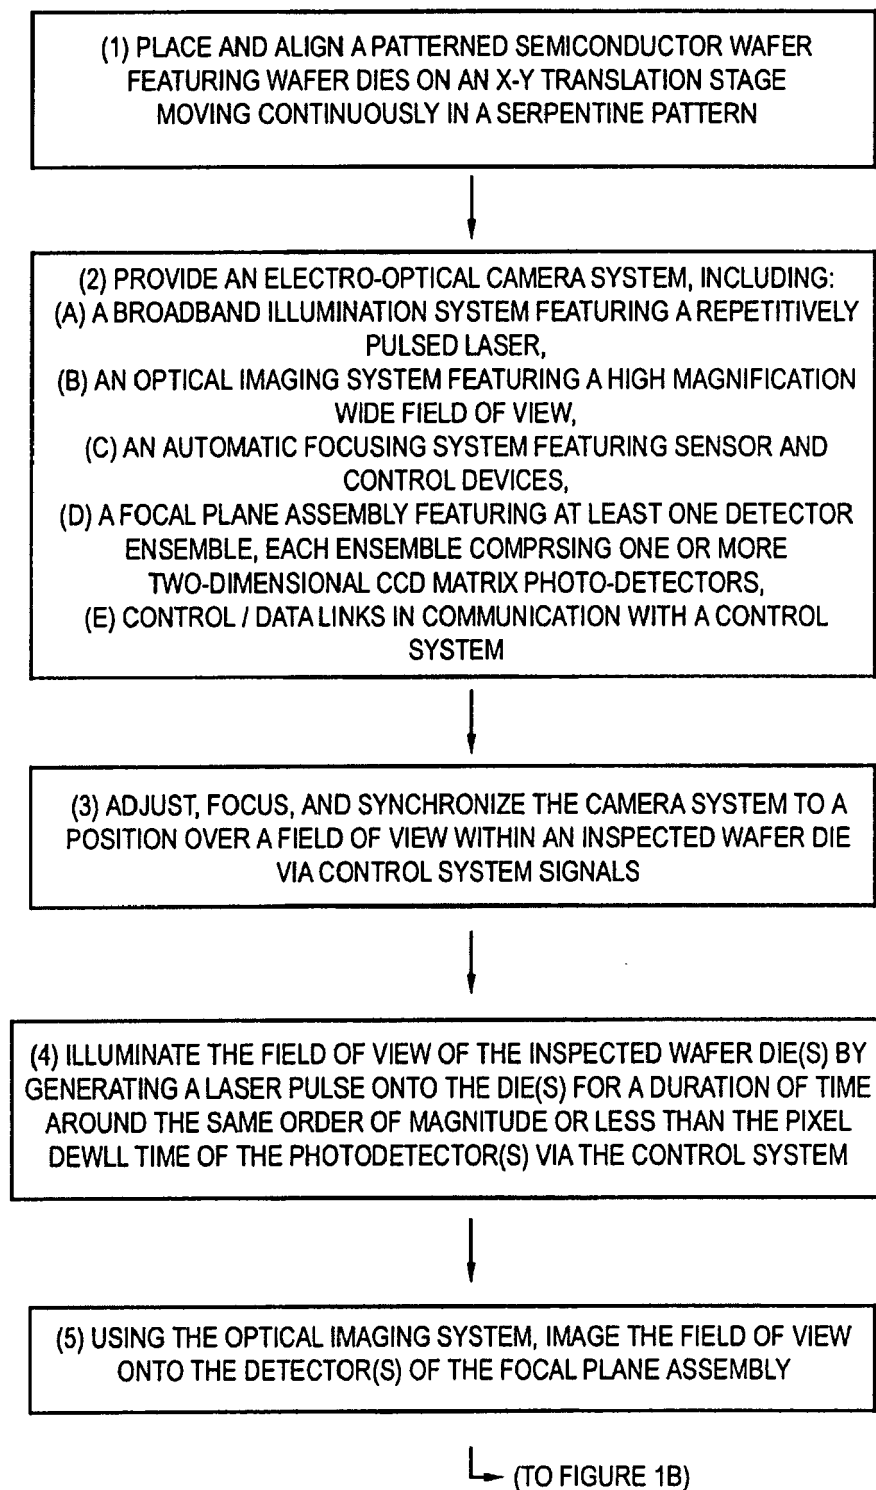 (1) PLACE AND ALIGN A PATTERNED SEMICONDUCTOR WAFER
FEATURING WAFER DIES ON AN X-Y TRANSLATION STAGE
MOVING CONTINUOUSLY IN A SERPENTINE PATTERN
(2) PROVIDE AN ELECTRO-OPTICAL CAMERA SYSTEM, INCLUDING:
(A) A BROADBAND ILLUMINATION SYSTEM FEATURING A REPETITIVELY
PULSED LASER,
(B) AN OPTICAL IMAGING SYSTEM FEATURING A HIGH MAGNIFICATION
WIDE FIELD OF VIEW,
(C) AN AUTOMATIC FOCUSING SYSTEM FEATURING SENSOR AND
CONTROL DEVICES,
(D) A FOCAL PLANE ASSEMBLY FEATURING AT LEAST ONE DETECTOR
ENSEMBLE, EACH ENSEMBLE COMPRSING ONE OR MORE
TWO-DIMENSIONAL CCD MATRIX PHOTO-DETECTORS,
(E) CONTROL / DATA LINKS IN COMMUNICATION WITH A CONTROL
SYSTEM
(3) ADJUST, FOCUS, AND SYNCHRONIZE THE CAMERA SYSTEM TO A
POSITION OVER A FIELD OF VIEW WITHIN AN INSPECTED WAFER DIE
VIA CONTROL SYSTEM SIGNALS
(4) ILLUMINATE THE FIELD OF VIEW OF THE INSPECTED WAFER DIE(S) BY
GENERATING A LASER PULSE ONTO THE DIE(S) FOR A DURATION OF TIME
AROUND THE SAME ORDER OF MAGNITUDE OR LESS THAN THE PIXEL
DEWLL TIME OF THE PHOTODETECTOR(S) VIA THE CONTROL SYSTEM
(5) USING THE OPTICAL IMAGING SYSTEM, IMAGE THE FIELD OF VIEW
ONTO THE DETECTOR(S) OF THE FOCAL PLANE ASSEMBLY
(TO FIGURE 1B)